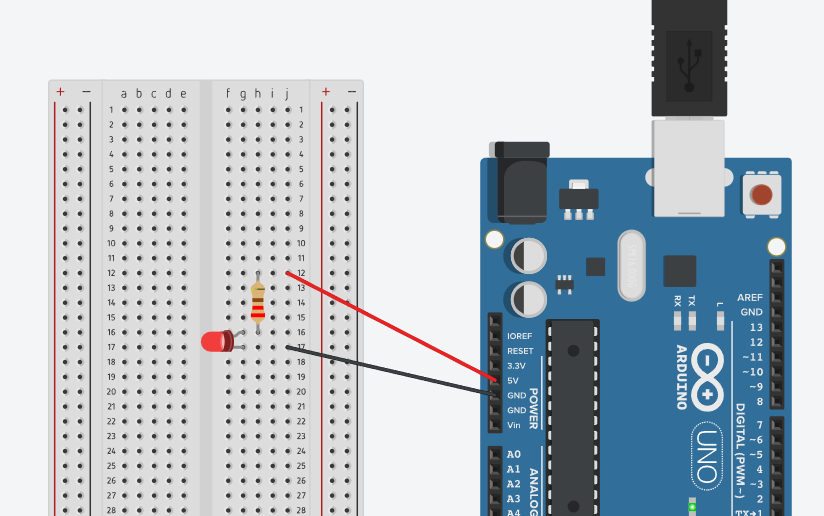 + − a b c d e f g h i j + −
1 1
2 2
3 3
4 4
5 5
6 6
7 7
8 8
9 9
10 10
11 11
12 12
13 13
14 14
15 15
16 16
17 17
18 18
19 19
20 20
21 21
22 22
23 23
24 24
25 25
26 26
27 27
28 28
IOREF
RESET
3.3V
5V
GND
GND
Vin
POWER
A0
A1
A2
A3
A4
ANALOG
RX
TX
L
ARDUINO
UNO
AREF
GND
13
12
~11
~10
~9
8
7
~6
~5
4
~3
2
TX→1
DIGITAL (PWM~)